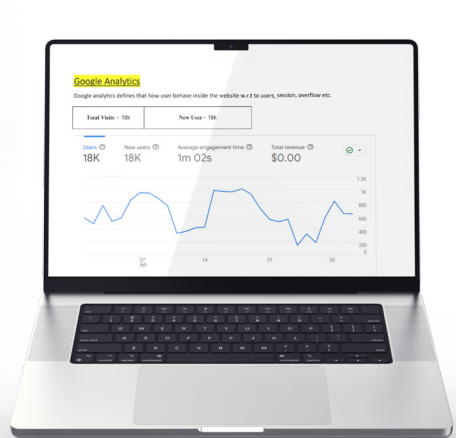 Google Analytics
Google analytics defines that how user behave inside the website w.r.t to users, session, overflow etc.
Total Visits – 18k
New User– 18k
Users
New users
Average engagement time
Total revenue
18K
18K
1m 02s
$0.00
1.2K
1K
800
600
400
200
0
07
Apr
14
21
28